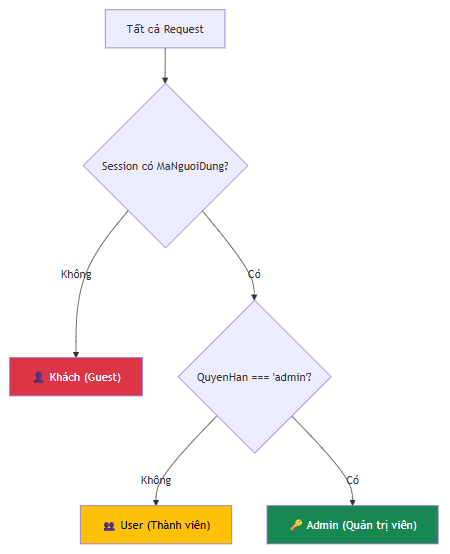 Tất cả Request
Session có MaNguoiDung?
Không
Có
👤 Khách (Guest)
QuyenHan === 'admin'?
Không
Có
👥 User (Thành viên)
🔑 Admin (Quản trị viên)